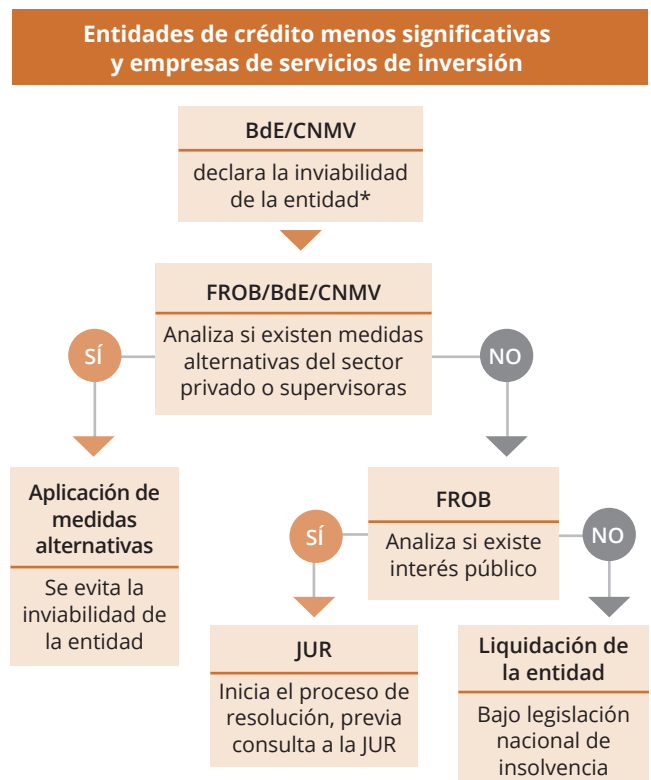 Entidades de crédito menos significativas
y empresas de servicios de inversión
BdE/CNMV
declara la inviabilidad
de la entidad*
FROB/BdE/CNMV
Analiza si existen medidas
alternativas del sector
privado o supervisoras
SÍ
NO
Aplicación de
medidas
alternativas
Se evita la
inviabilidad de
la entidad
FROB
Analiza si existe
interés público
SÍ
NO
JUR
Inicia el proceso de
resolución, previa
consulta a la JUR
Liquidación de
la entidad
Bajo legislación
nacional de
insolvencia